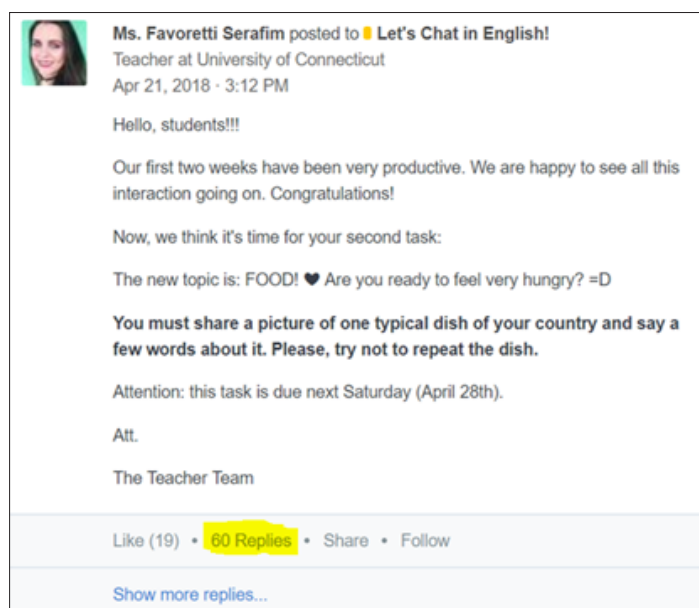 Ms. Favoretti Serafim posted to Let's Chat in English!
Teacher at University of Connecticut
Apr 21, 2018 · 3:12 PM
Hello, students!!!
Our first two weeks have been very productive. We are happy to see all this
interaction going on. Congratulations!
Now, we think it's time for your second task:
The new topic is: FOOD! ♥ Are you ready to feel very hungry? =D
You must share a picture of one typical dish of your country and say a
few words about it. Please, try not to repeat the dish.
Attention: this task is due next Saturday (April 28th).
Att.
The Teacher Team
Like (19) • 60 Replies • Share • Follow
Show more replies...